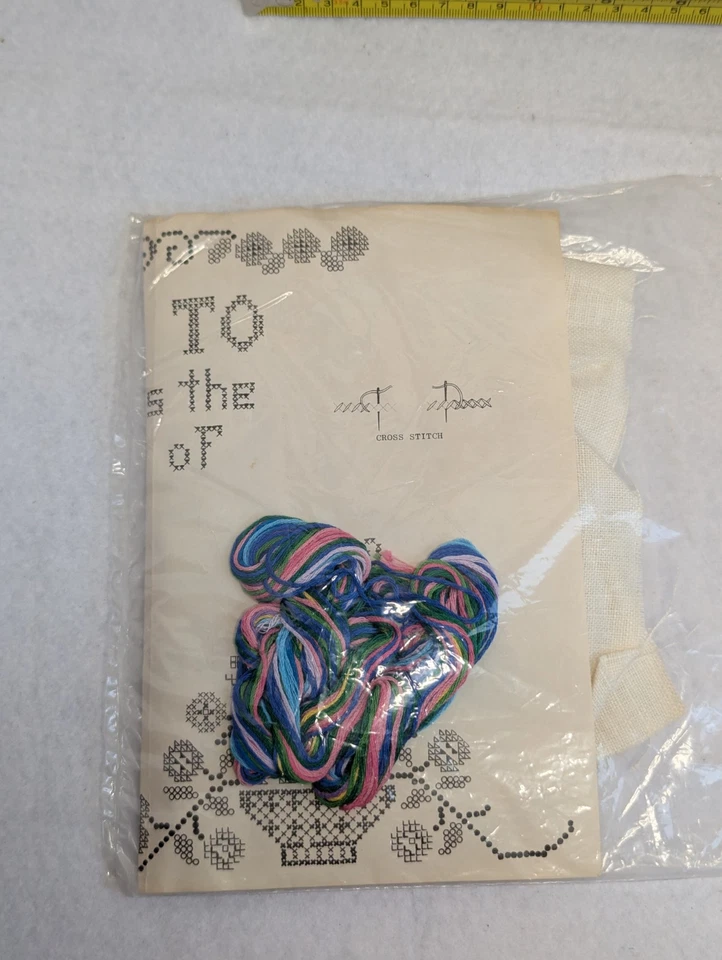 TO
E the
of
CROSS STITCH